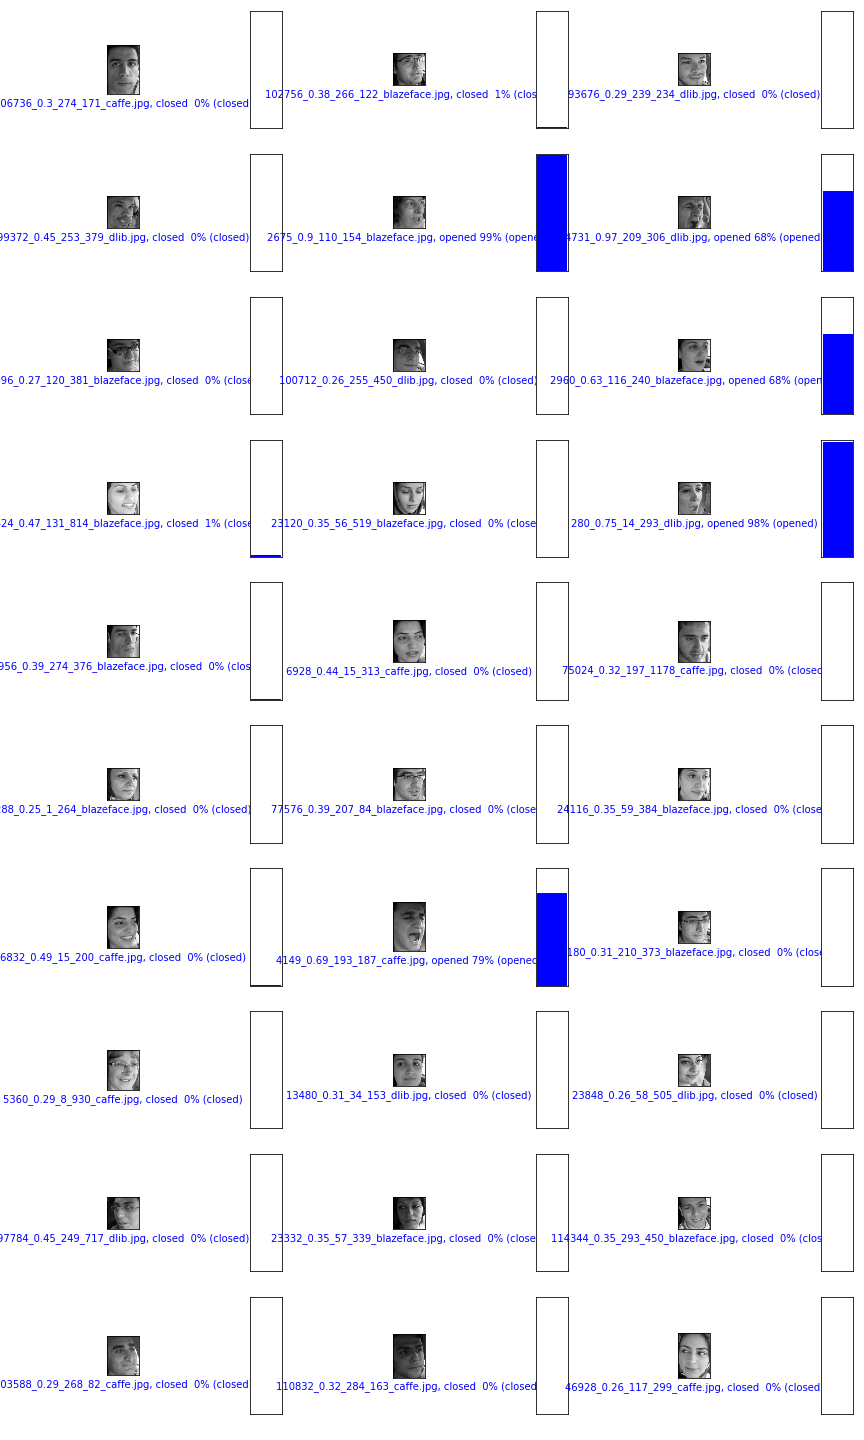 06736_0.3_274_171_caffe.jpg, closed  0% (closed
102756_0.38_266_122_blazeface.jpg, closed  1% (clos
93676_0.29_239_234_dlib.jpg, closed  0% (closed)
99372_0.45_253_379_dlib.jpg, closed  0% (closed)
2675_0.9_110_154_blazeface.jpg, opened 99% (opene
4731_0.97_209_306_dlib.jpg, opened 68% (opened
96_0.27_120_381_blazeface.jpg, closed  0% (close
100712_0.26_255_450_dlib.jpg, closed  0% (closed)
2960_0.63_116_240_blazeface.jpg, opened 68% (open
24_0.47_131_814_blazeface.jpg, closed  1% (close
23120_0.35_56_519_blazeface.jpg, closed  0% (close
280_0.75_14_293_dlib.jpg, opened 98% (opened)
956_0.39_274_376_blazeface.jpg, closed  0% (clos
6928_0.44_15_313_caffe.jpg, closed  0% (closed)
75024_0.32_197_1178_caffe.jpg, closed  0% (closed
288_0.25_1_264_blazeface.jpg, closed  0% (closed)
77576_0.39_207_84_blazeface.jpg, closed  0% (close
24116_0.35_59_384_blazeface.jpg, closed  0% (close
6832_0.49_15_200_caffe.jpg, closed  0% (closed)
4149_0.69_193_187_caffe.jpg, opened 79% (opened
180_0.31_210_373_blazeface.jpg, closed  0% (close
5360_0.29_8_930_caffe.jpg, closed  0% (closed)
13480_0.31_34_153_dlib.jpg, closed  0% (closed)
23848_0.26_58_505_dlib.jpg, closed  0% (closed)
97784_0.45_249_717_dlib.jpg, closed  0% (closed)
23332_0.35_57_339_blazeface.jpg, closed  0% (close
114344_0.35_293_450_blazeface.jpg, closed  0% (clos
03588_0.29_268_82_caffe.jpg, closed  0% (closed
110832_0.32_284_163_caffe.jpg, closed  0% (closed
46928_0.26_117_299_caffe.jpg, closed  0% (closed